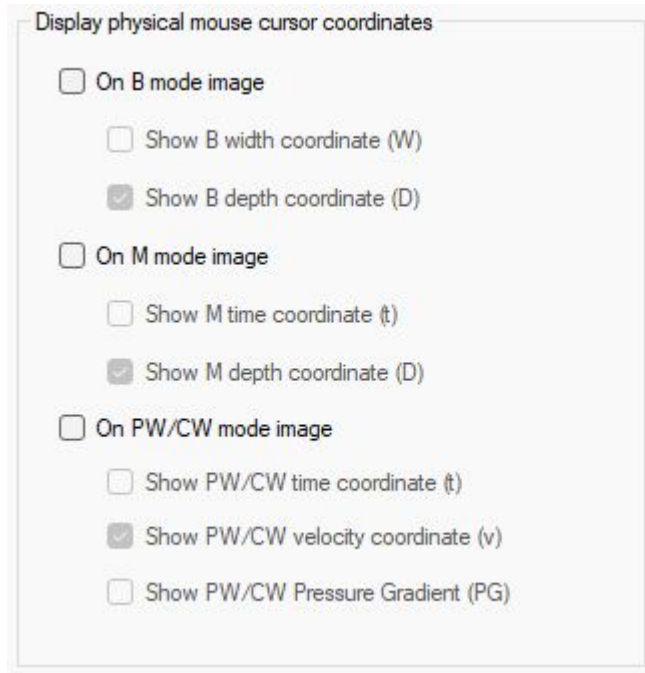 Display physical mouse cursor coordinates
On B mode image
Show B width coordinate (W)
Show B depth coordinate (D)
On M mode image
Show M time coordinate (t)
Show M depth coordinate (D)
On PW/CW mode image
Show PW/CW time coordinate (t)
Show PW/CW velocity coordinate (v)
Show PW/CW Pressure Gradient (PG)